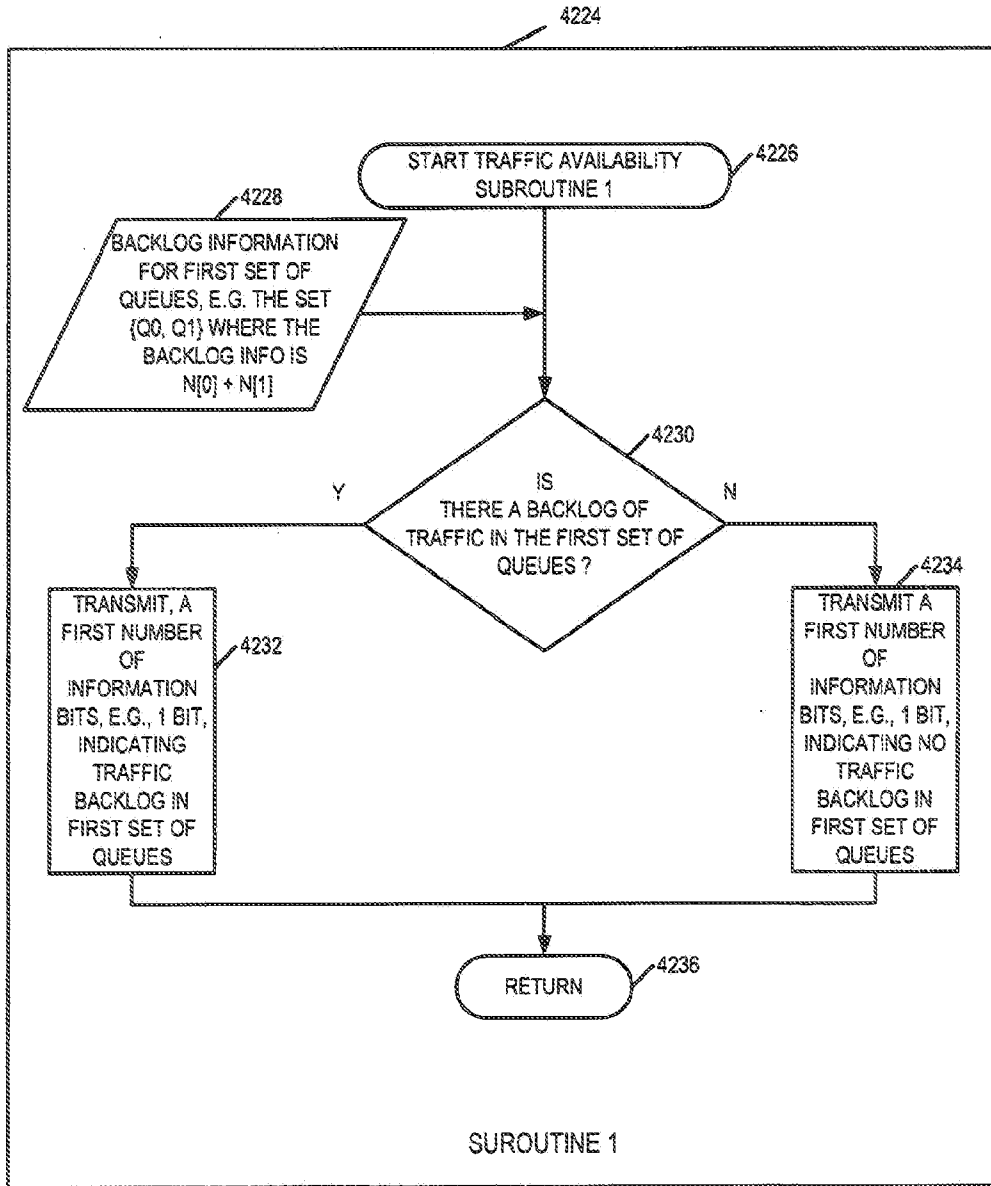 4224
START TRAFFIC AVAILABILITY
SUBROUTINE 1
4226
4228
BACKLOG INFORMATION
FOR FIRST SET OF
QUEUES, E.G. THE SET
{Q0, Q1} WHERE THE
BACKLOG INFO IS
N[0] + N[1]
4230
IS
THERE A BACKLOG OF
TRAFFIC IN THE FIRST SET OF
QUEUES ?
Y
N
TRANSMIT, A
FIRST NUMBER
OF
INFORMATION
BITS, E.G., 1 BIT,
INDICATING
TRAFFIC
BACKLOG IN
FIRST SET OF
QUEUES
4232
4234
TRANSMIT A
FIRST NUMBER
OF
INFORMATION
BITS, E.G., 1 BIT,
INDICATING NO
TRAFFIC
BACKLOG IN
FIRST SET OF
QUEUES
RETURN
4236
SUROUTINE 1